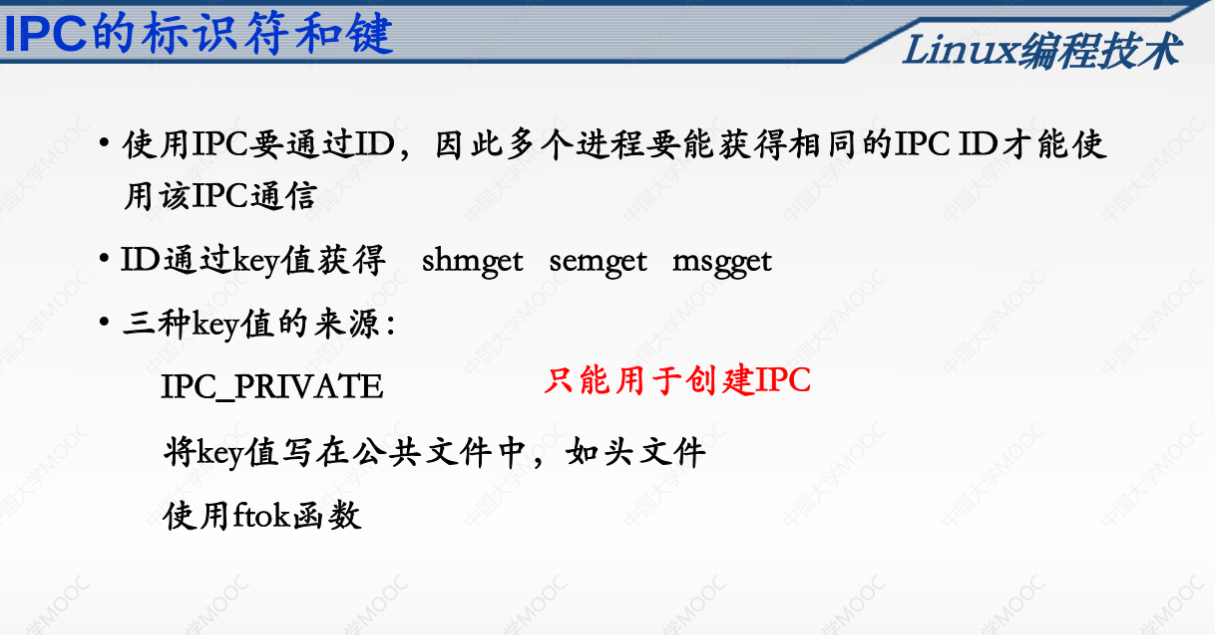 IPC的标识符和键
Linux编程技术
• 使用IPC要通过ID，因此多个进程要能获得相同的IPC ID才能使
用该IPC通信
• ID通过key值获得 shmget semget msgget
• 三种key值的来源：
IPC_PRIVATE 只能用于创建IPC
将key值写在公共文件中，如头文件
使用ftok函数
中国大学MOOC